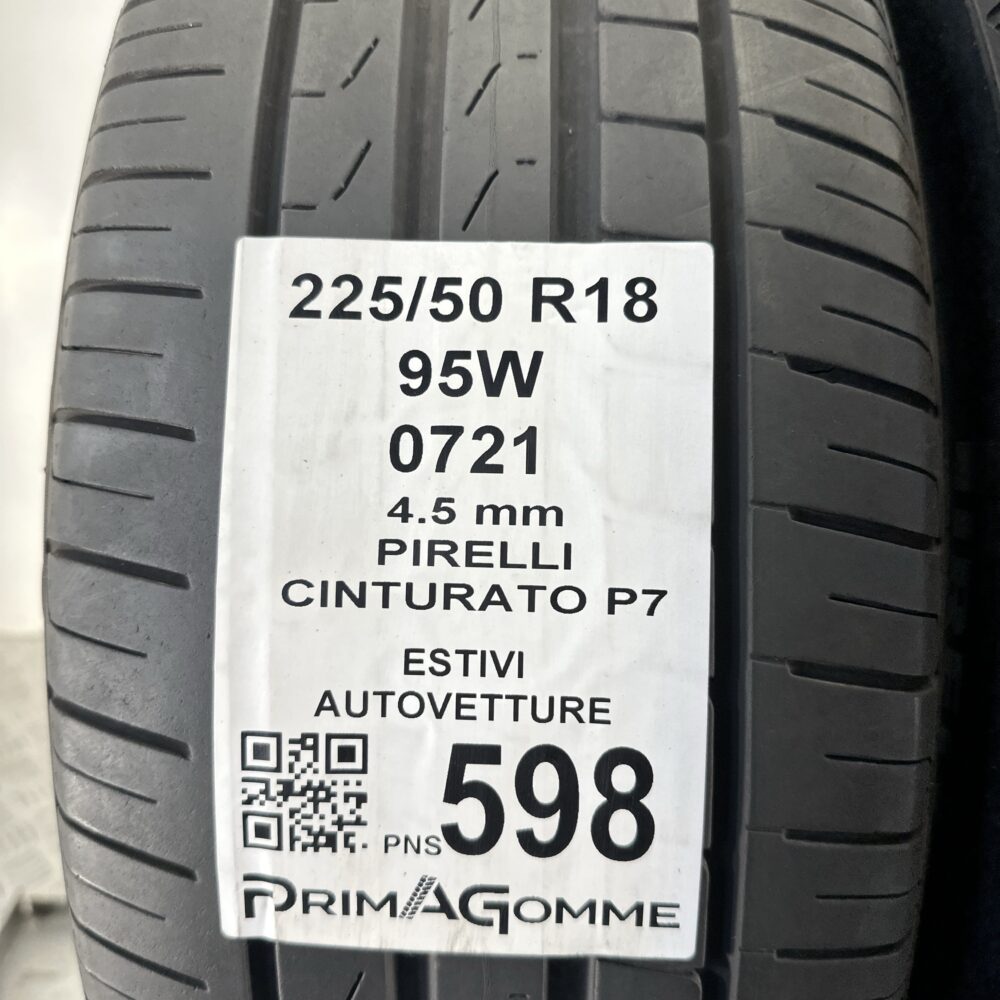 225/50 R18
95W
0721
4.5 mm
PIRELLI
CINTURATO P7
ESTIVI
AUTOVETTURE
PNS 598
PRIMAGOMME